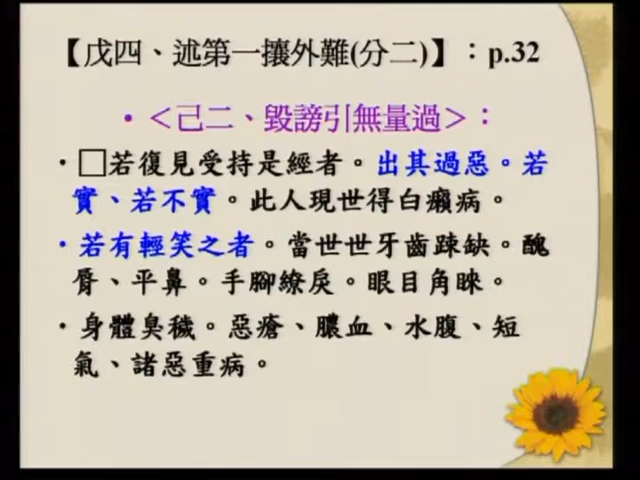 【戊四、述第一攘外難(分二)】：p.32
・＜己二、毀謗引無量過＞：
・□若復見受持是經者。出其過惡。若
實、若不實。此人現世得白癩病。
・若有輕笑之者。當世世牙齒踈缺。醜
脣、平鼻。手腳繚戾。眼目角睞。
・身體臭穢。惡瘡、膿血、水腹、短
氣、諸惡重病。